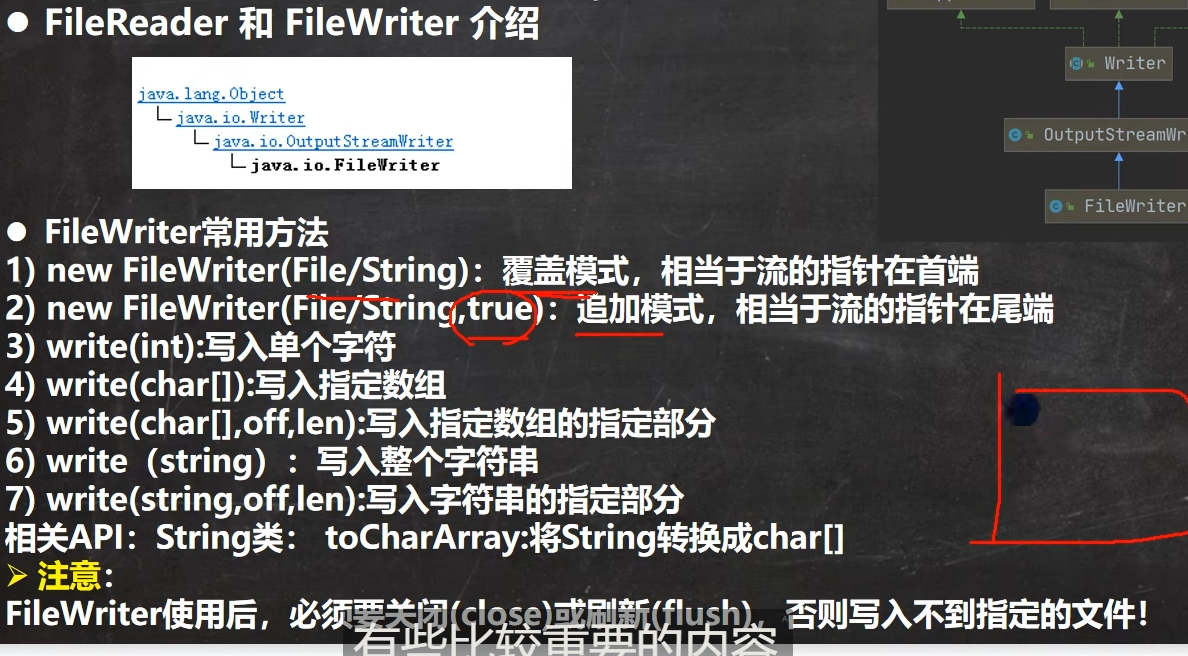 ● FileReader 和 FileWriter 介绍
Writer
java.lang.Object
java.io.Writer
java.io.OutputStreamWriter
OutputStreamWr
java.io.FileWriter
FileWriter
● FileWriter常用方法
1) new FileWriter(File/String)：覆盖模式，相当于流的指针在首端
2) new FileWriter(File/String,true)：追加模式，相当于流的指针在尾端
3) write(int):写入单个字符
4) write(char[]):写入指定数组
5) write(char[],off,len):写入指定数组的指定部分
6) write（string）：写入整个字符串
7) write(string,off,len):写入字符串的指定部分
相关API：String类： toCharArray:将String转换成char[]
➢ 注意：
FileWriter使用后，必须要关闭(close)或刷新(flush)，否则写入不到指定的文件！
有些比较重要的内容